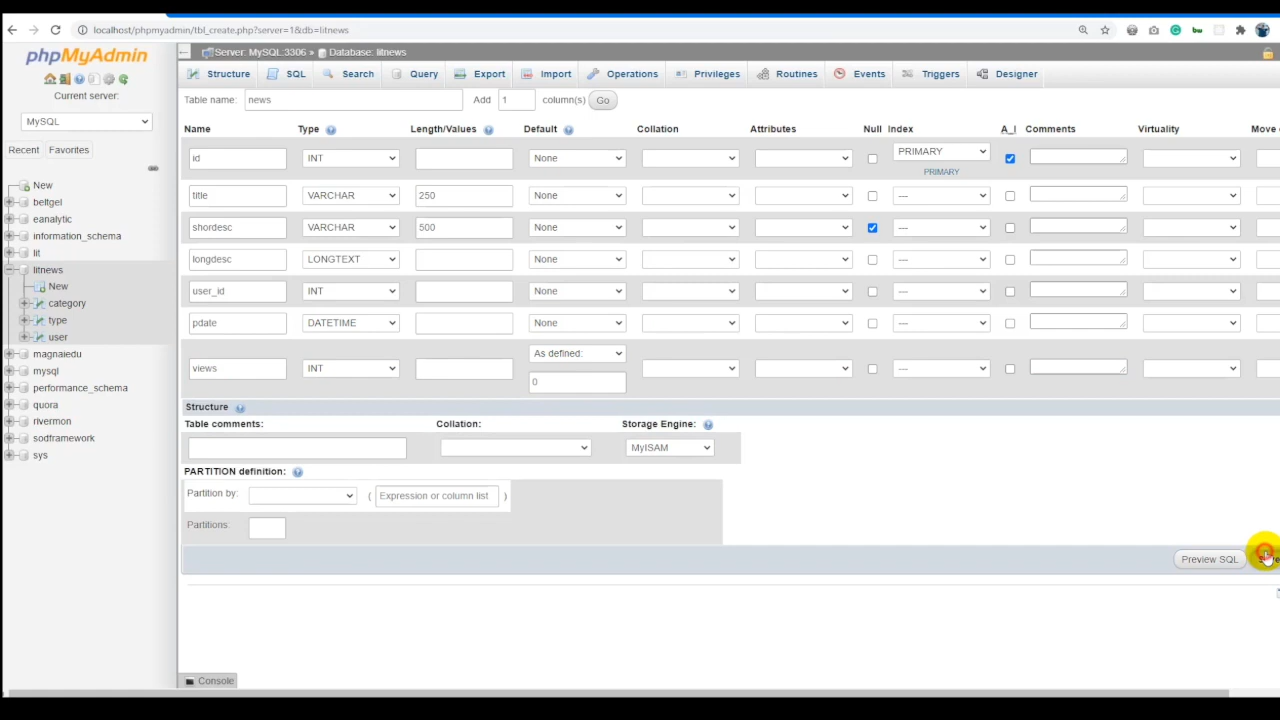 localhost/phpmyadmin/tbl_create.php?server=1&db=litnews
phpMyAdmin
Current server:
MySQL
Recent Favorites
New
beltgel
eanalytic
information_schema
lit
litnews
New
category
type
user
magnaiedu
mysql
performance_schema
quora
rivermon
sodframework
sys
Server: MySQL:3306 » Database: litnews
Structure SQL Search Query Export Import Operations Privileges Routines Events Triggers Designer
Table name: news Add 1 column(s) Go
Name Type Length/Values Default Collation Attributes Null Index A_I Comments Virtuality Move
id INT None PRIMARY
PRIMARY
title VARCHAR 250 None ---
shordesc VARCHAR 500 None ---
longdesc LONGTEXT None ---
user_id INT None ---
pdate DATETIME None ---
As defined:
views INT ---
0
Structure
Table comments: Collation: Storage Engine:
MyISAM
PARTITION definition:
Partition by: ( Expression or column list )
Partitions:
Preview SQL
Console